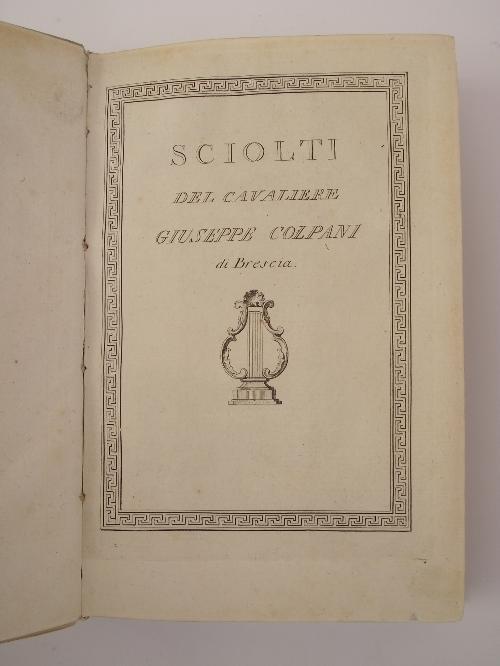 SCIOLTI
DEL CAVALIERE
GIUSEPPE COLPANI
di Brescia.